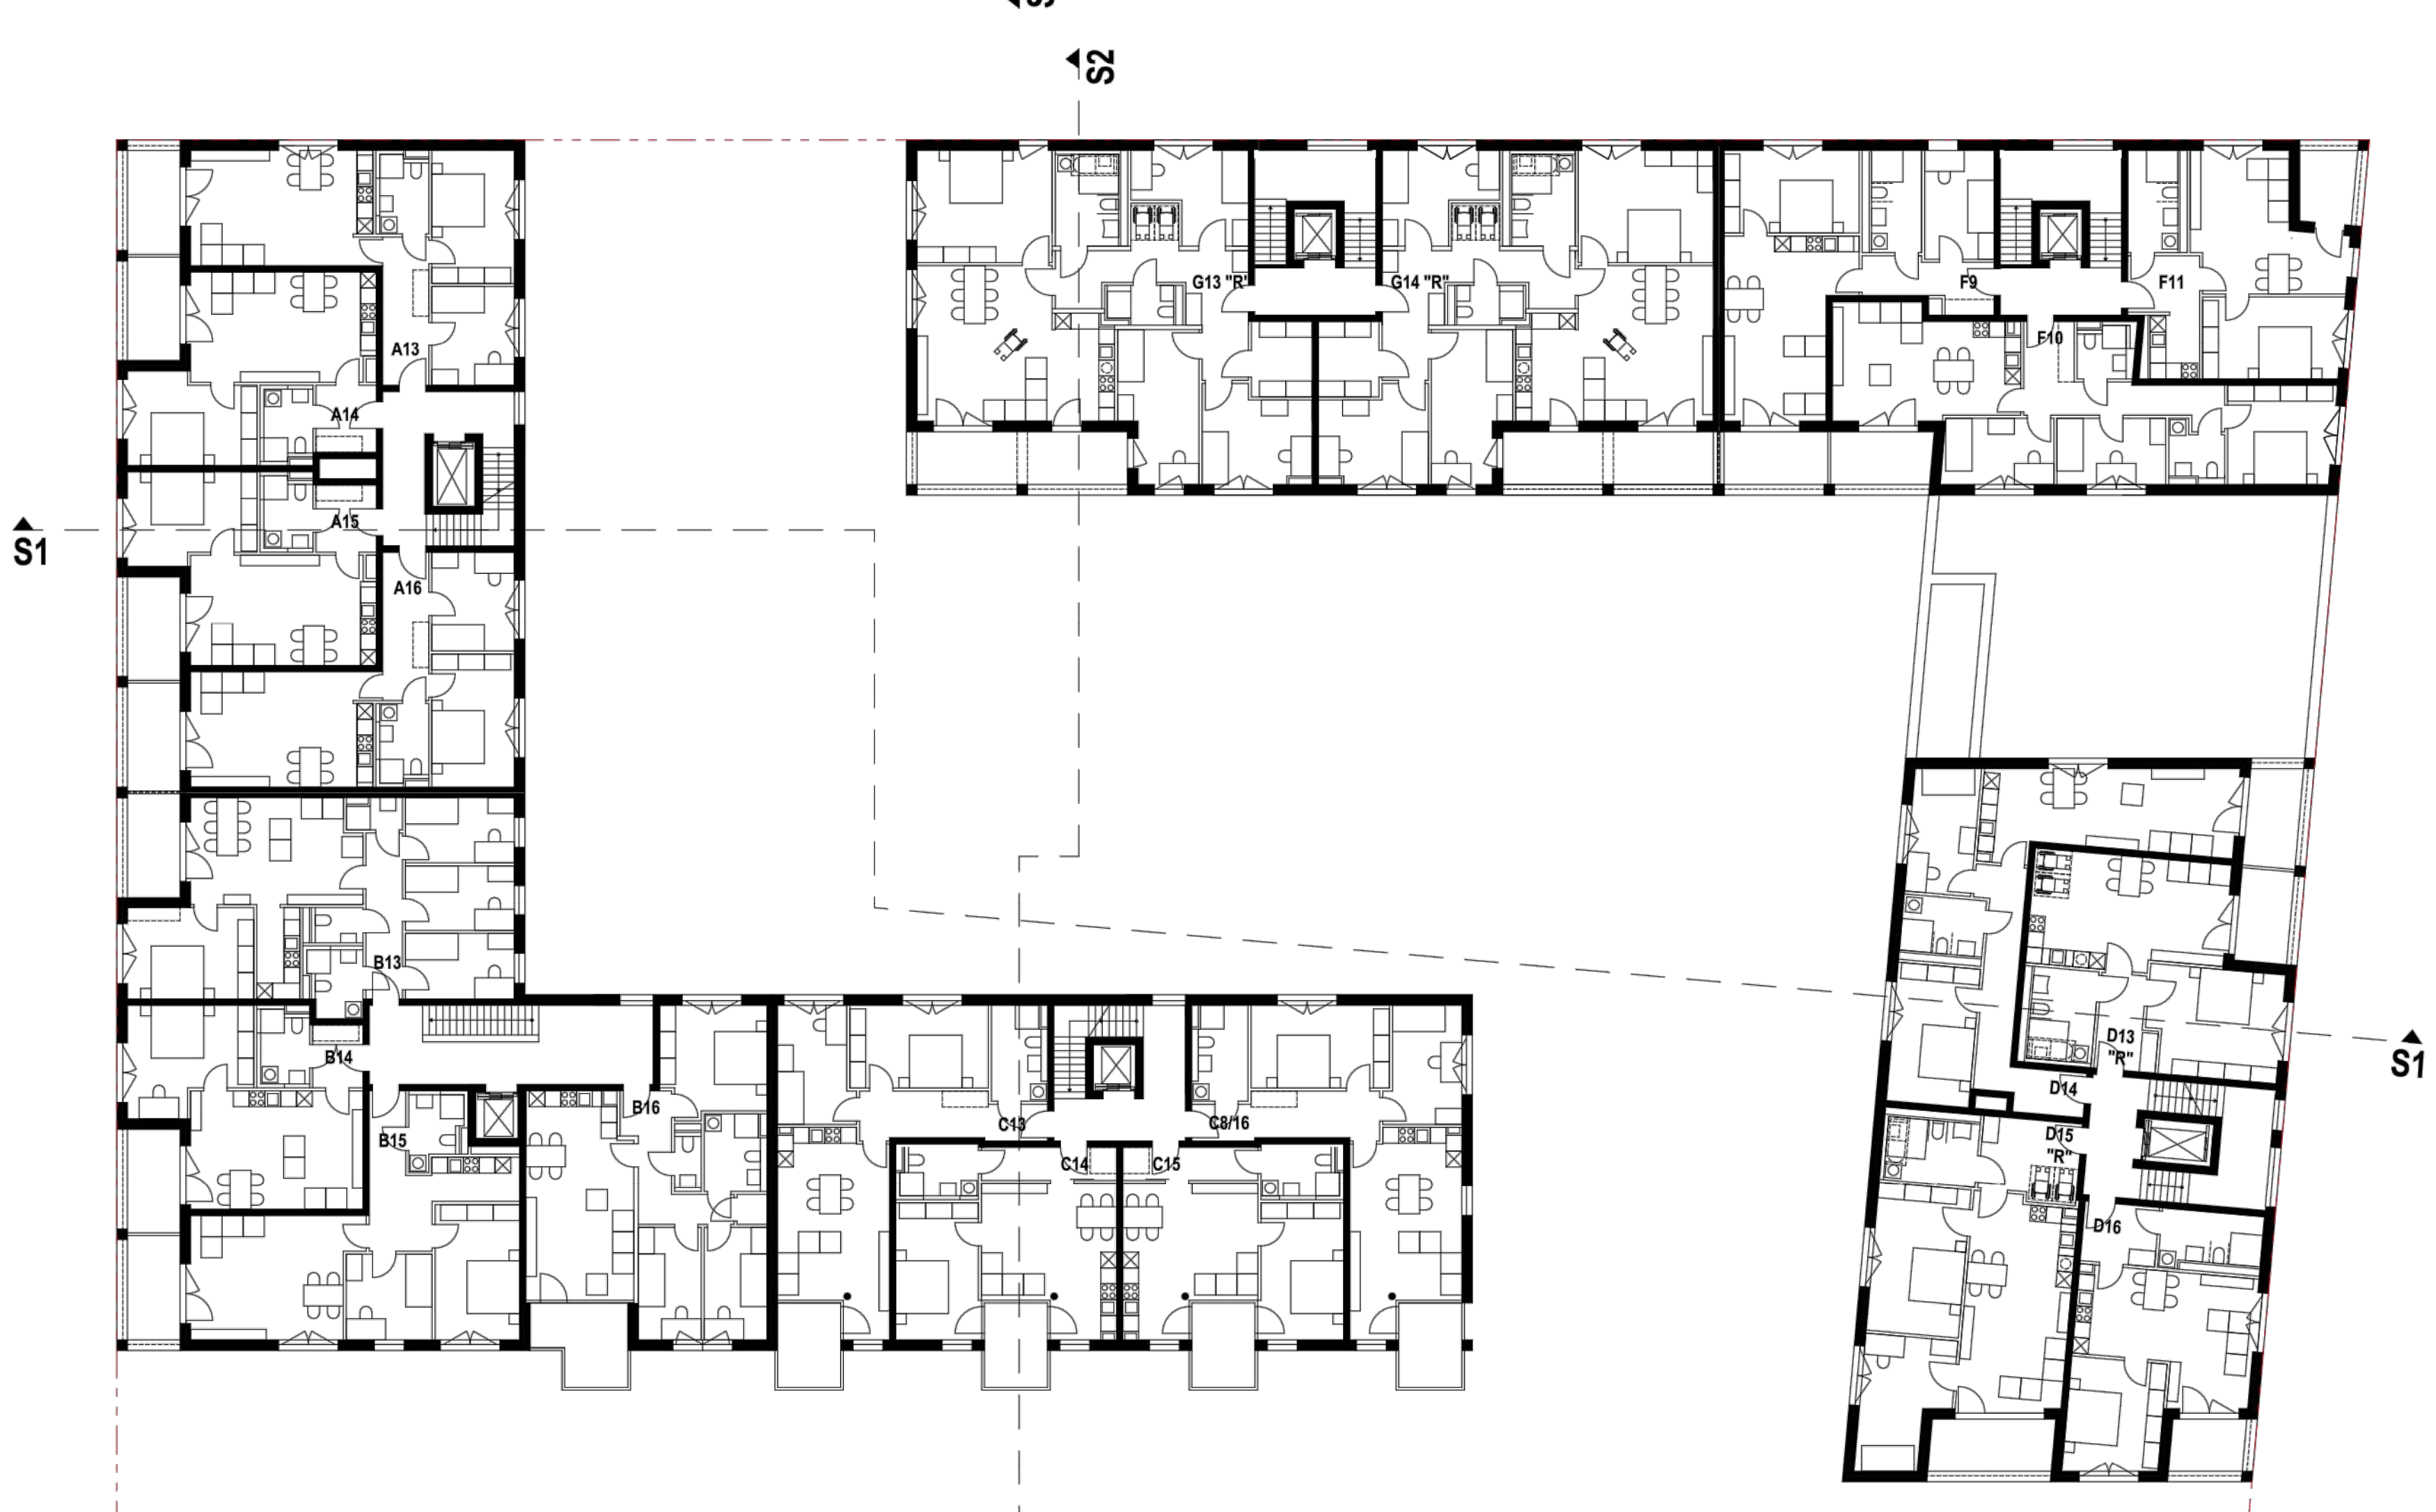 S2
G13 "R"
G14 "R"
F9
F11
F10
A13
A14
A15
S1
A16
B13
B14
B15
B16
C13
C8/16
C14
C15
D13
"R"
D14
D15
"R"
D16
S1